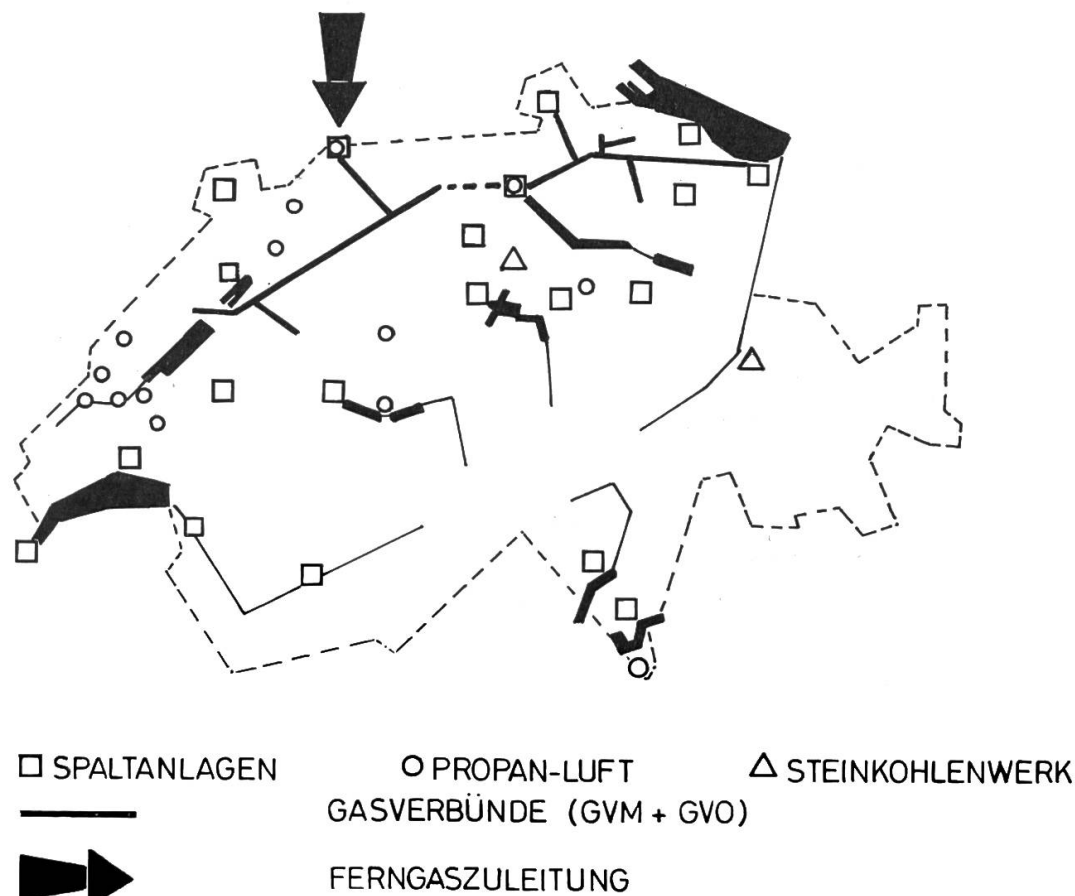 SPALTANLAGEN PROPAN-LUFT STEINKOHLENWERK
GASVERBÜNDE (GVM + GVO)
FERNGASZULEITUNG